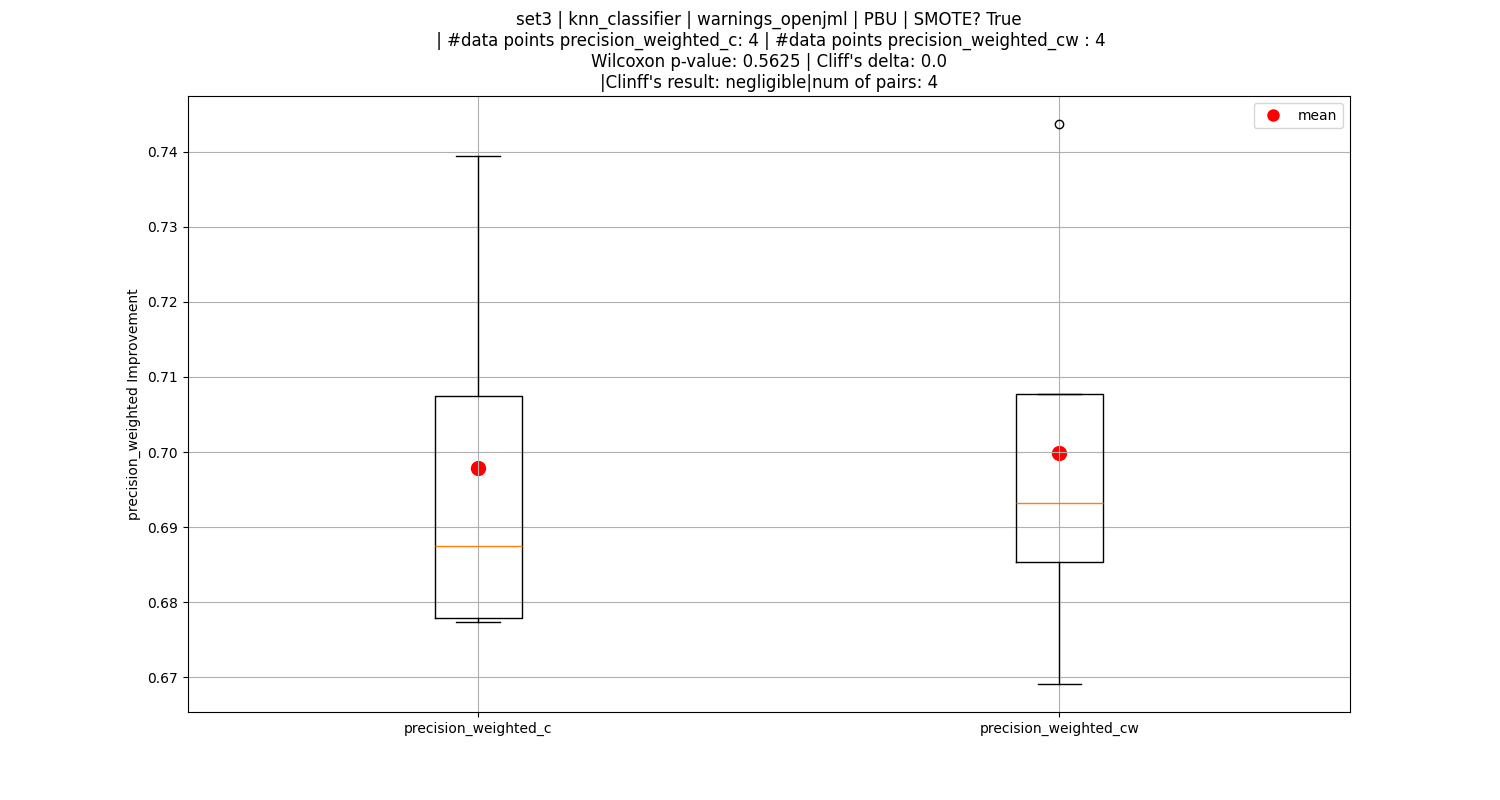 set3 | knn_classifier | warnings_openjml | PBU | SMOTE? True
| #data points precision_weighted_c: 4 | #data points precision_weighted_cw : 4
Wilcoxon p-value: 0.5625 | Cliff's delta: 0.0
|Clinff's result: negligible|num of pairs: 4
mean
0.74
0.73
0.72
0.71
0.70
0.69
0.68
0.67
precision_weighted Improvement
precision_weighted_c
precision_weighted_cw